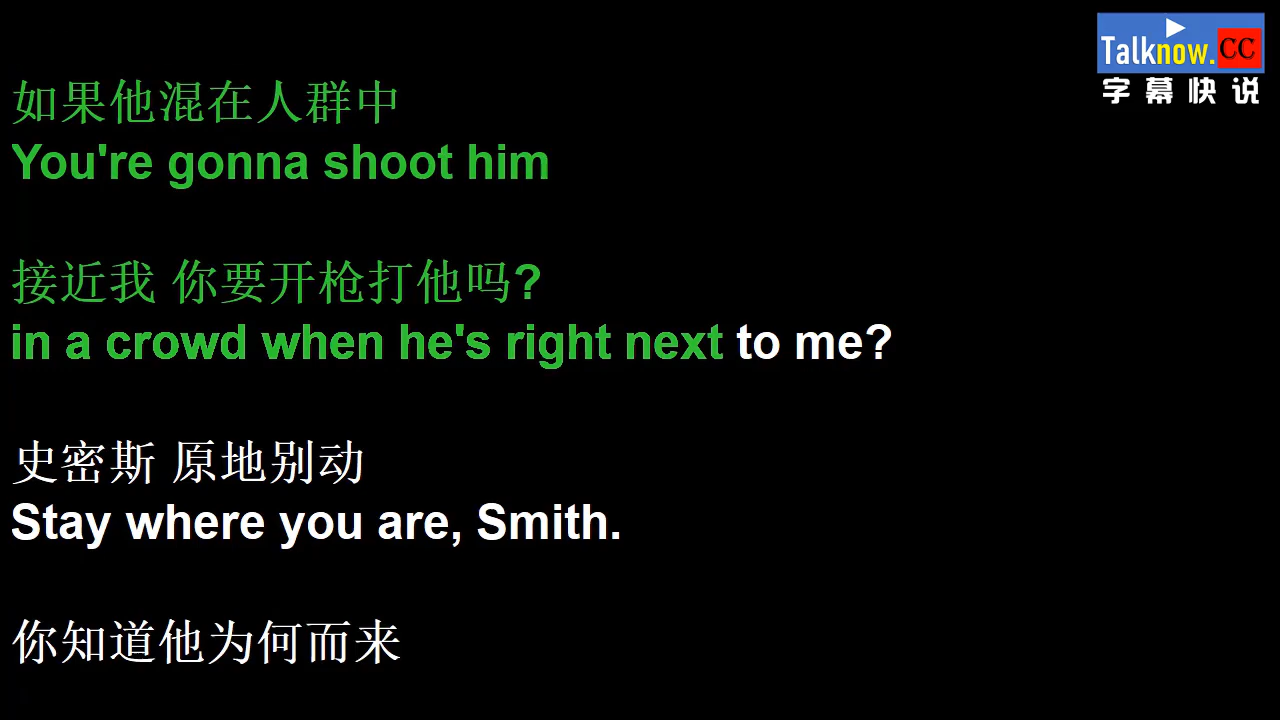 Talknow.CC
字幕快说
如果他混在人群中
You're gonna shoot him
接近我 你要开枪打他吗?
in a crowd when he's right next to me?
史密斯 原地别动
Stay where you are, Smith.
你知道他为何而来